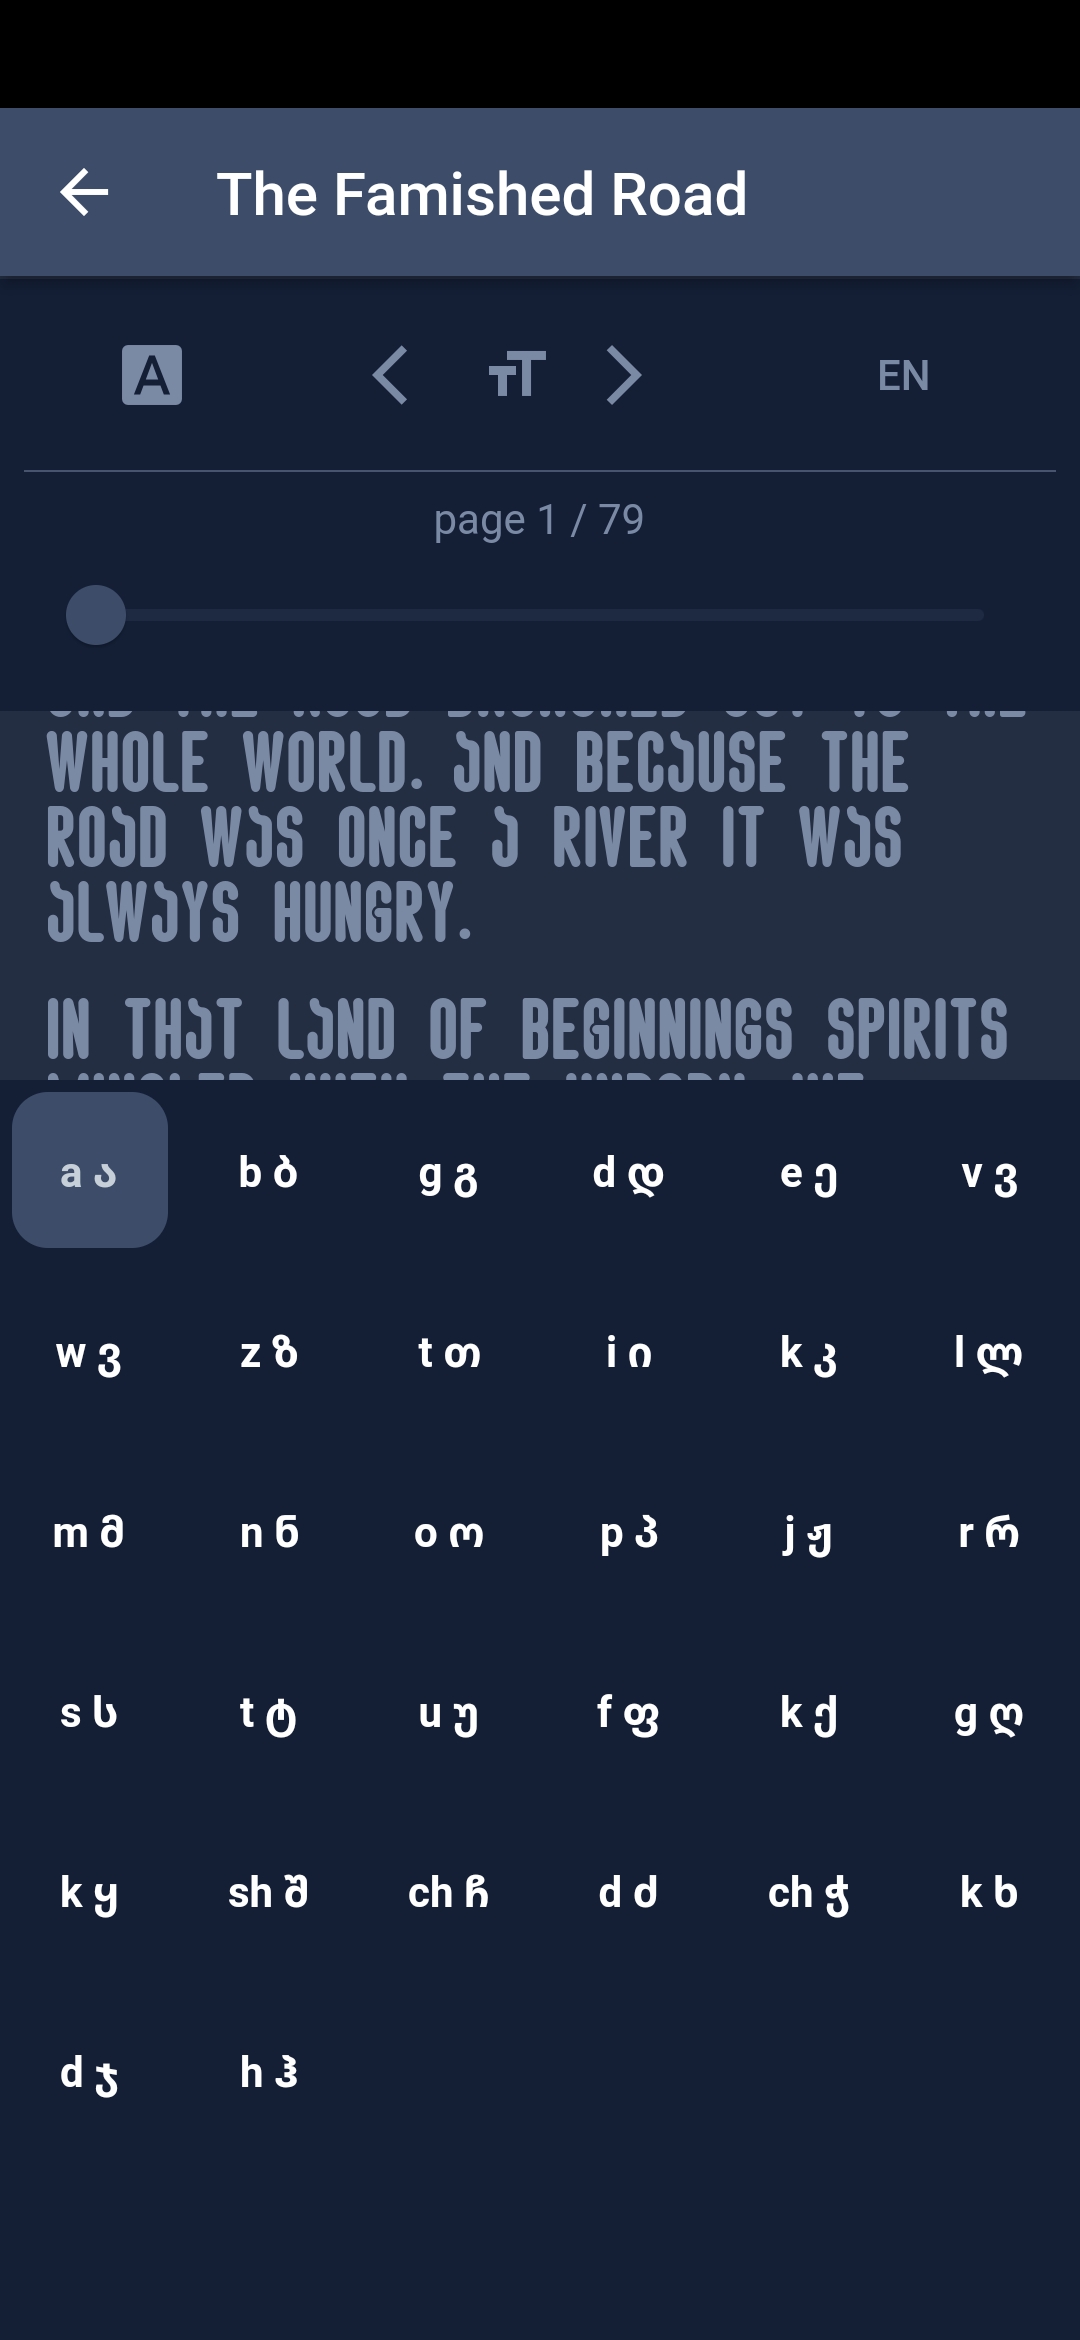 The Famished Road
A
TT
EN
page 1 / 79
WHOLE WORLD. აND BECაUSE THE
ROაD WაS ONCE ა RIVER IT WაS
აLWაYS HUNGRY.
IN THაT LაND OF BEGINNINGS SPIRITS
a ა b ბ g გ d დ e ე v ვ
w ვ z ზ t თ i ი k კ l ლ
m მ n ნ o ო p პ j ჟ r რ
s ს t ტ u უ f ფ k ქ g ღ
k ყ sh შ ch ჩ d ძ ch ჭ k ხ
d ჯ h ჰ